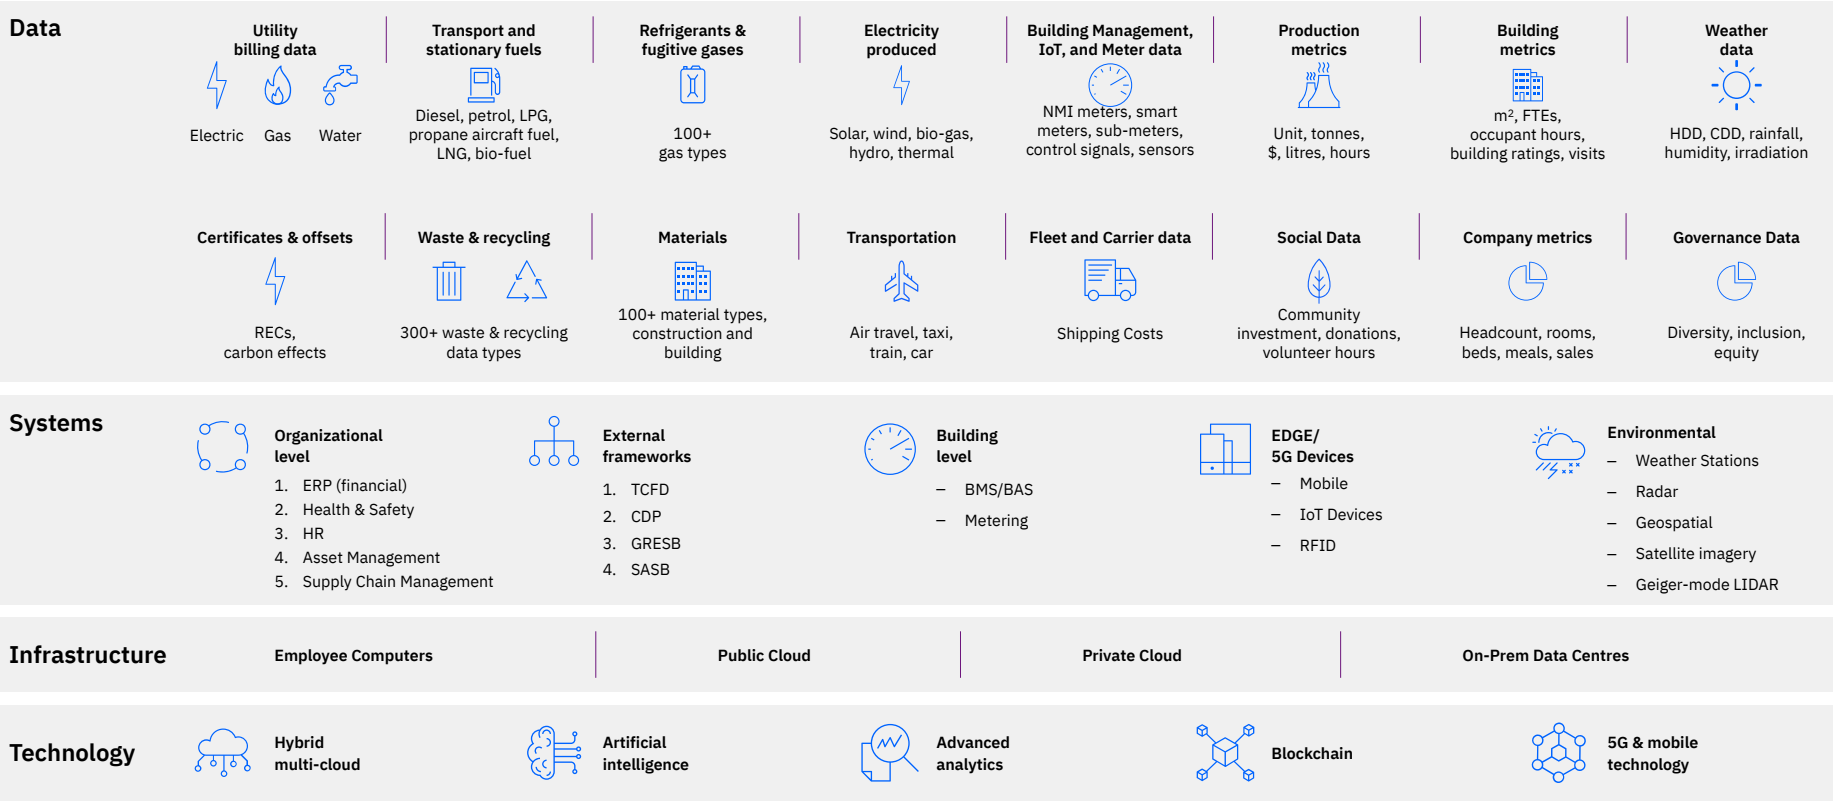 Data
Utility
billing data
Electric
Gas
Water
Transport and
stationary fuels
Diesel, petrol, LPG,
propane aircraft fuel,
LNG, bio-fuel
Refrigerants &
fugitive gases
100+
gas types
Electricity
produced
Solar, wind, bio-gas,
hydro, thermal
Building Management,
IoT, and Meter data
NMI meters, smart
meters, sub-meters,
control signals, sensors
Production
metrics
Unit, tonnes,
$, litres, hours
Building
metrics
m², FTEs,
occupant hours,
building ratings, visits
Weather
data
HDD, CDD, rainfall,
humidity, irradiation
Certificates & offsets
RECs,
carbon effects
Waste & recycling
300+ waste & recycling
data types
Materials
100+ material types,
construction and
building
Transportation
Air travel, taxi,
train, car
Fleet and Carrier data
Shipping Costs
Social Data
Community
investment, donations,
volunteer hours
Company metrics
Headcount, rooms,
beds, meals, sales
Governance Data
Diversity, inclusion,
equity
Systems
Organizational
level
1. ERP (financial)
2. Health & Safety
3. HR
4. Asset Management
5. Supply Chain Management
External
frameworks
1. TCFD
2. CDP
3. GRESB
4. SASB
Building
level
– BMS/BAS
– Metering
EDGE/
5G Devices
– Mobile
– IoT Devices
– RFID
Environmental
– Weather Stations
– Radar
– Geospatial
– Satellite imagery
– Geiger-mode LIDAR
Infrastructure
Employee Computers
Public Cloud
Private Cloud
On-Prem Data Centres
Technology
Hybrid
multi-cloud
Artificial
intelligence
Advanced
analytics
Blockchain
5G & mobile
technology